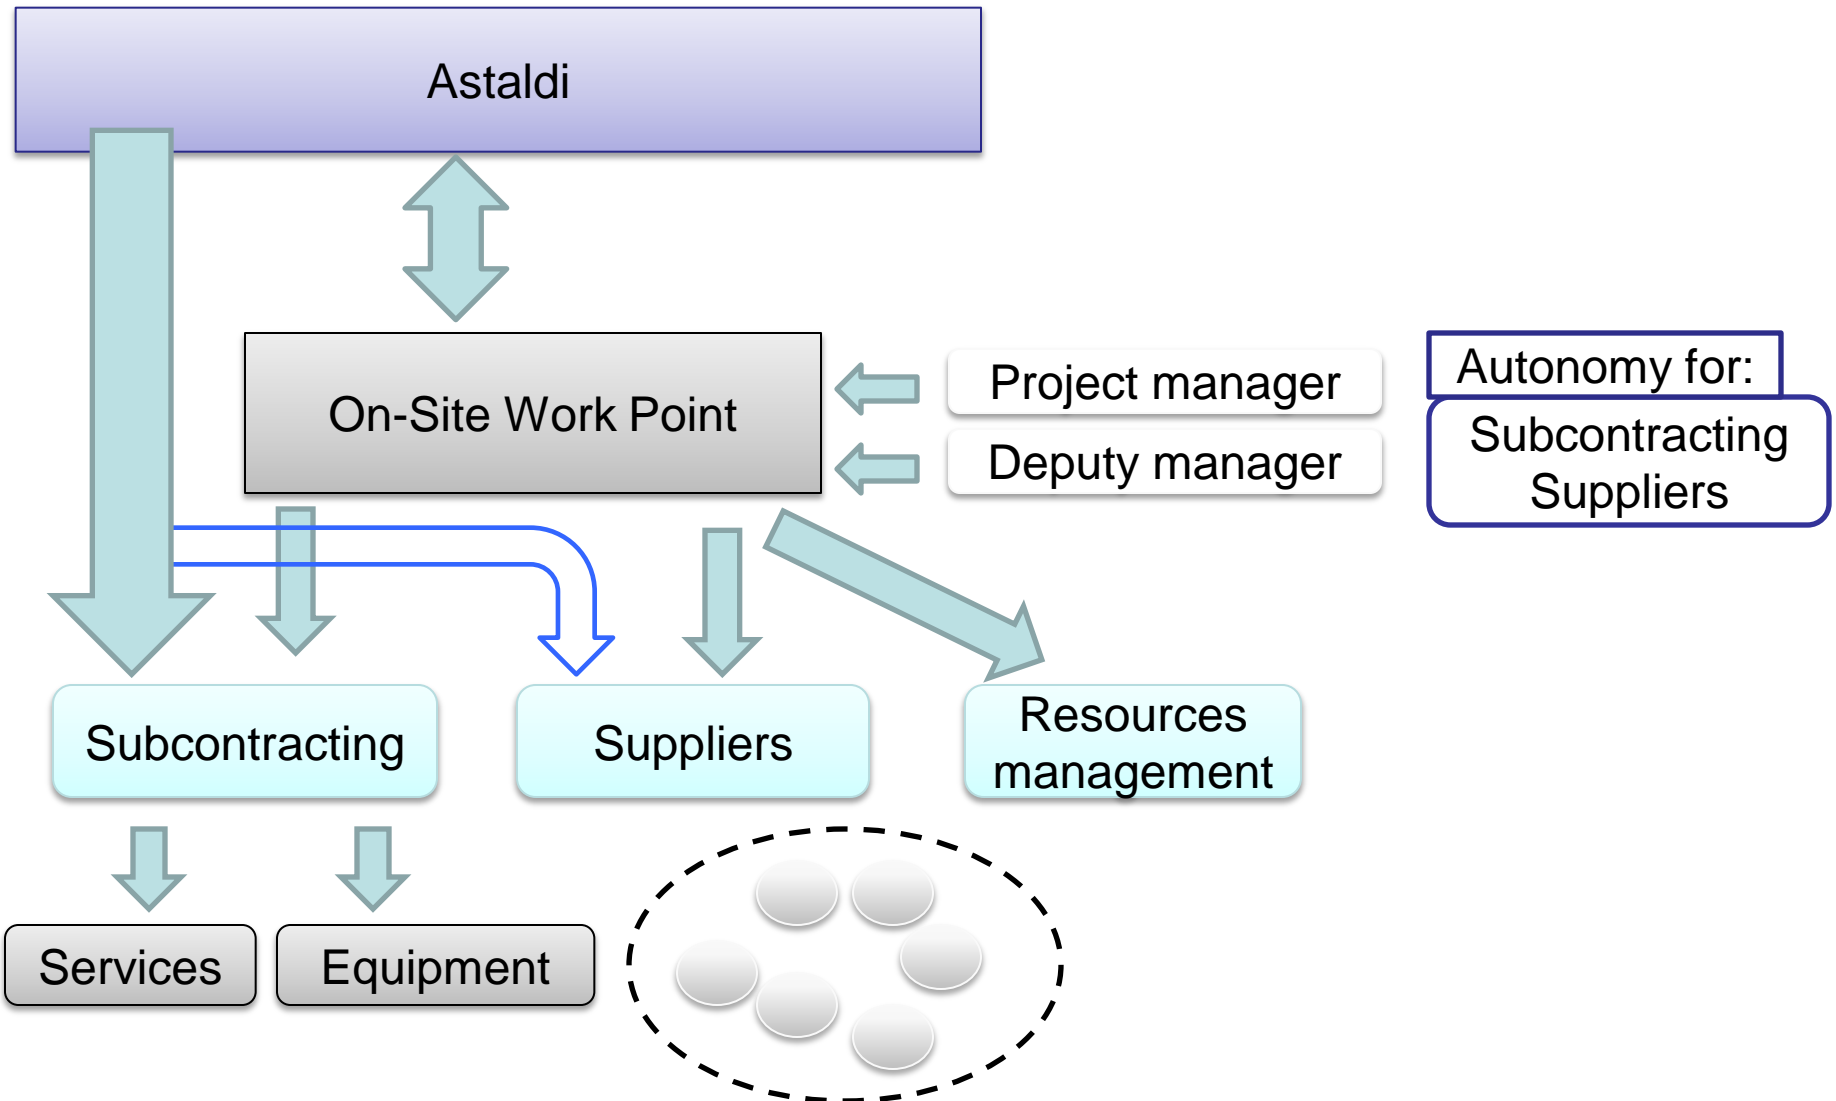 Astaldi
On-Site Work Point
Project manager
Deputy manager
Autonomy for:
Subcontracting
Suppliers
Subcontracting
Suppliers
Resources
management
Services
Equipment